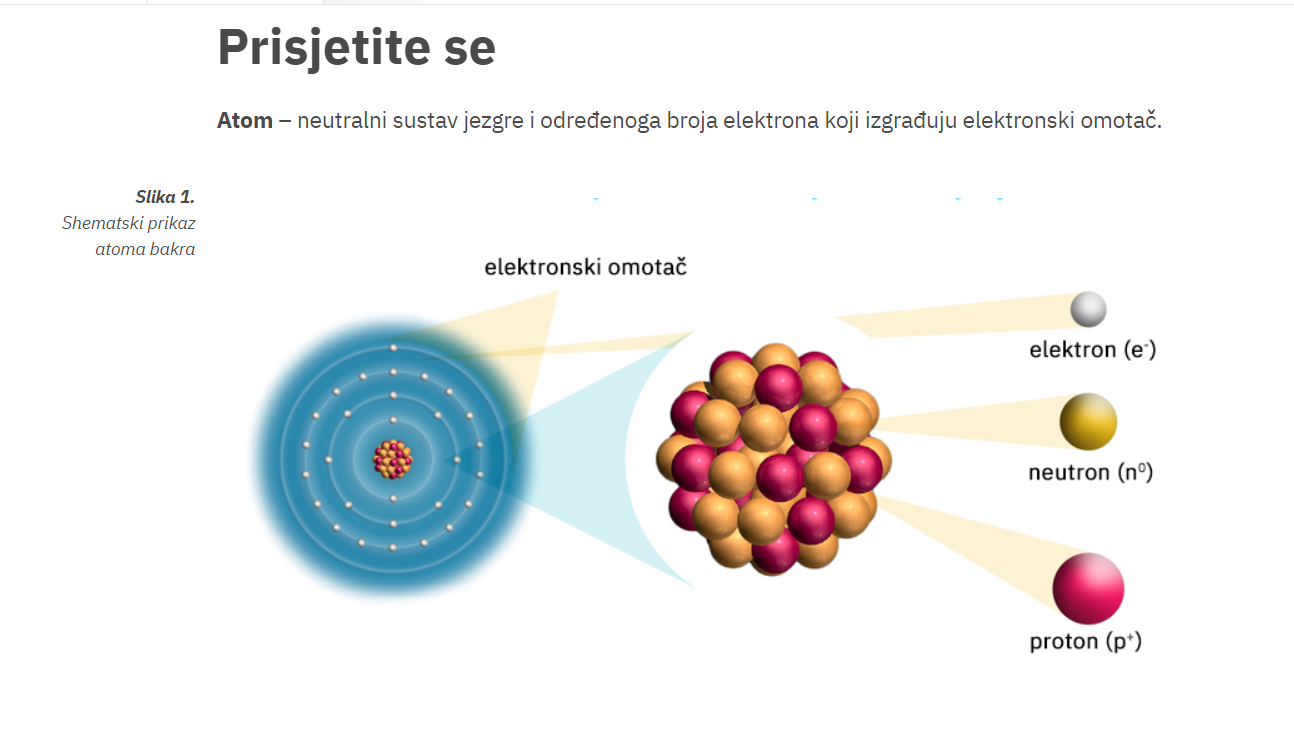 Prisjetite se
Atom – neutralni sustav jezgre i određenoga broja elektrona koji izgrađuju elektronski omotač.
Slika 1.
Shematski prikaz
atoma bakra
elektronski omotač
elektron (e⁻)
neutron (n⁰)
proton (p⁺)